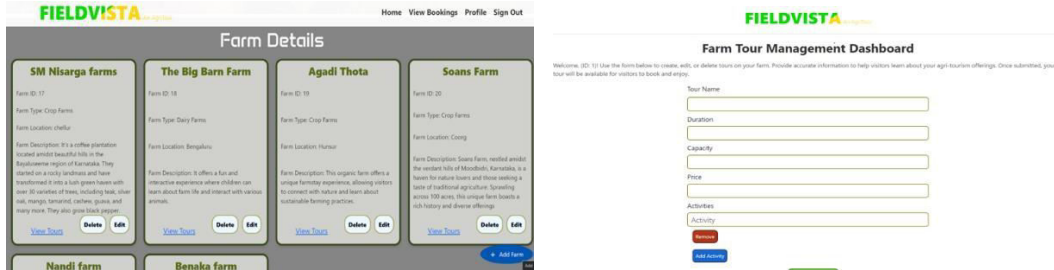 FIELDVISTA
Home View Bookings Profile Sign Out
Farm Details
SM Nisarga farms
Farm ID: 17
Farm Type: Crop Farms
Farm Location: chellur
Farm Description: It's a coffee plantation
located amidst beautiful hills in the
Bayaluseeme region of Karnataka. They
started on a rocky landmass and have
transformed it into a lush green haven with
over 30 varieties of trees, including teak, silver
oak, mango, tamarind, cashew, guava, and
many more. They also grow black pepper.
View Tours Delete Edit
The Big Barn Farm
Farm ID: 18
Farm Type: Dairy Farms
Farm Location: Bengaluru
Farm Description: It offers a fun and
interactive experience where children can
learn about farm life and interact with various
animals.
View Tours Delete Edit
Agadi Thota
Farm ID: 19
Farm Type: Crop Farms
Farm Location: Hunsur
Farm Description: This organic farm offers a
unique farmstay experience, allowing visitors
to connect with nature and learn about
sustainable farming practices.
View Tours Delete Edit
Soans Farm
Farm ID: 20
Farm Type: Crop Farms
Farm Location: Coorg
Farm Description: Soans Farm, nestled amidst
the verdant hills of Moodbidri, Karnataka, is a
haven for nature lovers and those seeking a
taste of traditional agriculture. Sprawling
across 100 acres, this unique farm boasts a
rich history and diverse offerings.
View Tours Delete Edit
+ Add Farm
Nandi farm
Benaka farm
FIELDVISTA
Farm Tour Management Dashboard
Welcome, (ID: 1)! Use the form below to create, edit, or delete tours on your farm. Provide accurate information to help visitors learn about your agri-tourism offerings. Once submitted, you
tour will be available for visitors to book and enjoy.
Tour Name
Duration
Capacity
Price
Activities
Activity
Remove
Add Activity